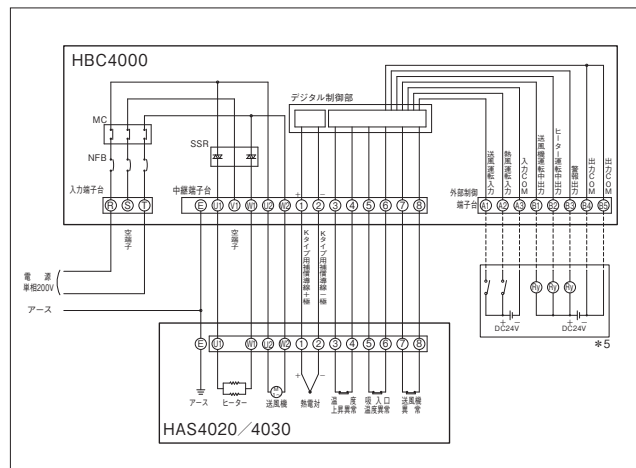 HBC4000
デジタル制御部
MC
SSR
NFB
入力端子台
中継端子台
外部制御
端子台
R S T
E U1 V1 W1 U2 W2 1 2 3 4 5 6 7 8
A1 A2 A3 B1 B2 B3 B4 B5
送風運転入力
熱風運転入力
入力COM
送風機運転中出力
ヒーター運転中出力
警報出力
出力COM
出力COM
+ −
空端子
空端子
Kタイプ用補償導線+極
Kタイプ用補償導線−極
電源
単相200V
アース
Ry Ry Ry
+ − + −
DC24V DC24V
*5
E U1 W1 U2 W2 1 2 3 4 5 6 7 8
M
+ −
アース
ヒーター
送風機
熱電対
温度
上昇異常
吸入口
温度異常
送風機
異常
HAS4020/4030